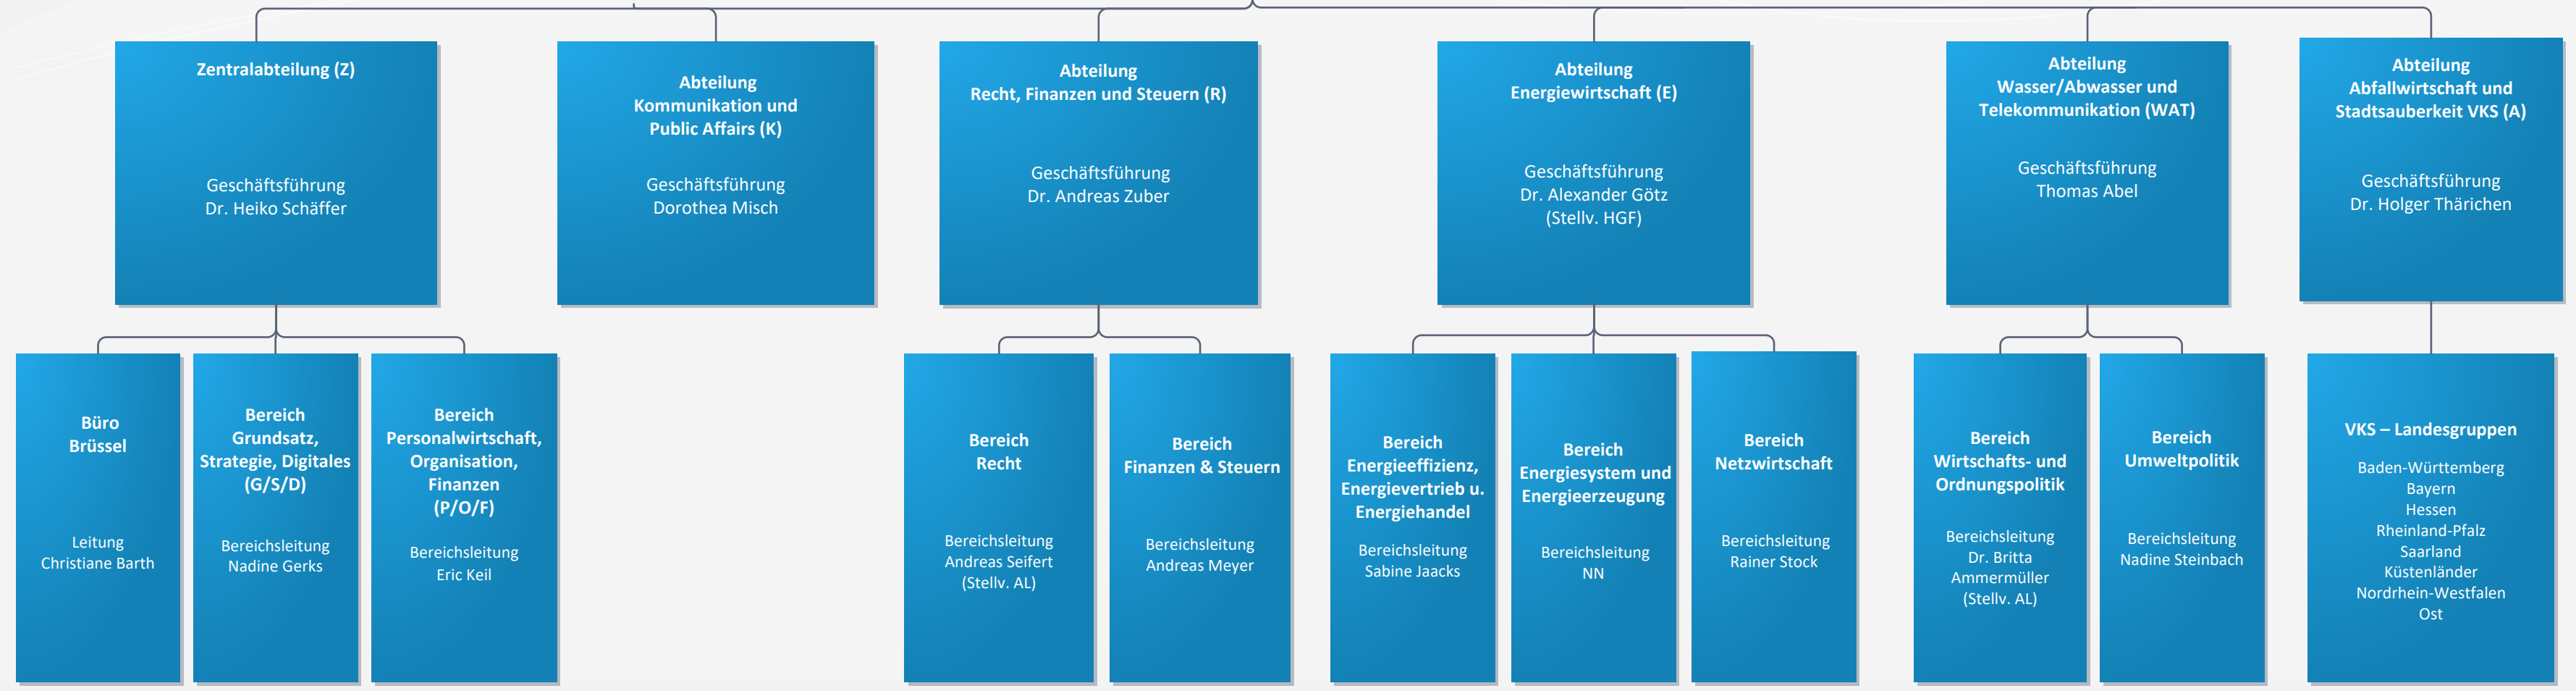 Zentralabteilung (Z)
Geschäftsführung
Dr. Heiko Schäffer
Abteilung
Kommunikation und
Public Affairs (K)
Geschäftsführung
Dorothea Misch
Abteilung
Recht, Finanzen und Steuern (R)
Geschäftsführung
Dr. Andreas Zuber
Abteilung
Energiewirtschaft (E)
Geschäftsführung
Dr. Alexander Götz
(Stellv. HGF)
Abteilung
Wasser/Abwasser und
Telekommunikation (WAT)
Geschäftsführung
Thomas Abel
Abteilung
Abfallwirtschaft und
Stadtsauberkeit VKS (A)
Geschäftsführung
Dr. Holger Thärichen
Büro
Brüssel
Leitung
Christiane Barth
Bereich
Grundsatz,
Strategie, Digitales
(G/S/D)
Bereichsleitung
Nadine Gerks
Bereich
Personalwirtschaft,
Organisation,
Finanzen
(P/O/F)
Bereichsleitung
Eric Keil
Bereich
Recht
Bereichsleitung
Andreas Seifert
(Stellv. AL)
Bereich
Finanzen & Steuern
Bereichsleitung
Andreas Meyer
Bereich
Energieeffizienz,
Energievertrieb u.
Energiehandel
Bereichsleitung
Sabine Jaacks
Bereich
Energiesystem und
Energieerzeugung
Bereichsleitung
NN
Bereich
Netzwirtschaft
Bereichsleitung
Rainer Stock
Bereich
Wirtschafts- und
Ordnungspolitik
Bereichsleitung
Dr. Britta
Ammermüller
(Stellv. AL)
Bereich
Umweltpolitik
Bereichsleitung
Nadine Steinbach
VKS – Landesgruppen
Baden-Württemberg
Bayern
Hessen
Rheinland-Pfalz
Saarland
Küstenländer
Nordrhein-Westfalen
Ost